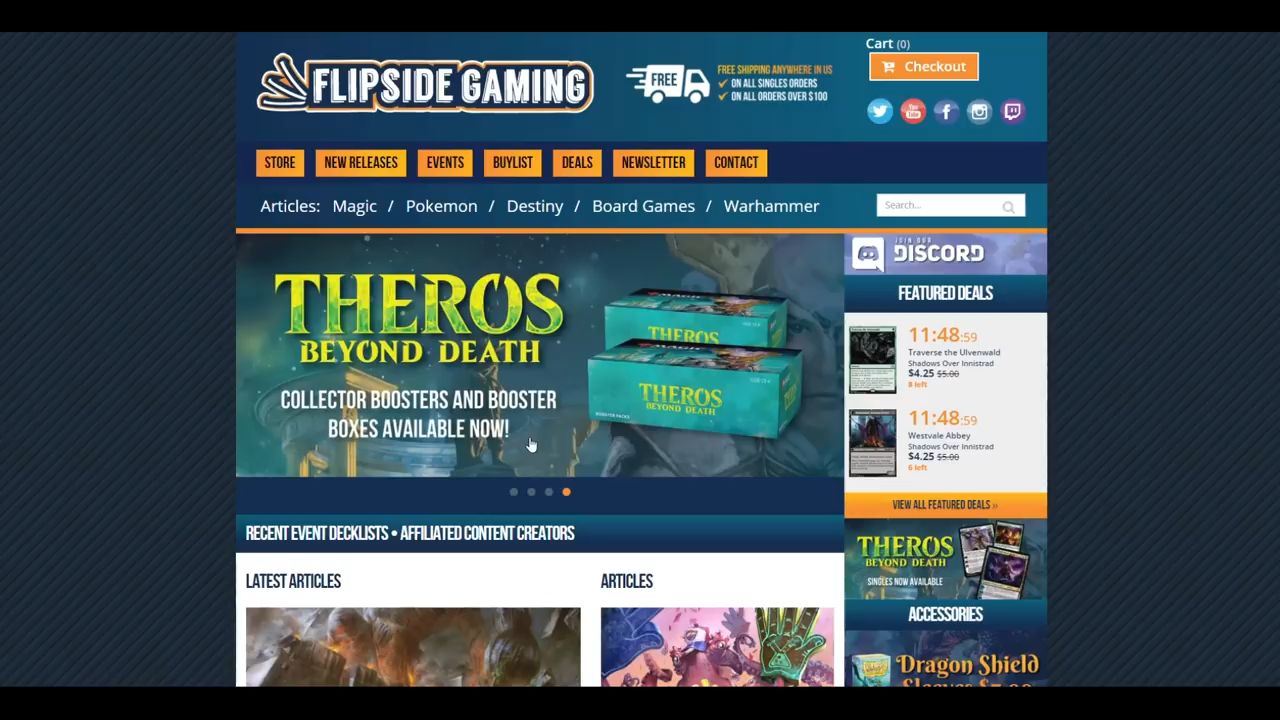 Cart (0)
Checkout
FLIPSIDE GAMING
FREE
FREE SHIPPING ANYWHERE IN US
ON ALL SINGLES ORDERS
ON ALL ORDERS OVER $100
You
Tube
STORE
NEW RELEASES
EVENTS
BUYLIST
DEALS
NEWSLETTER
CONTACT
Articles: Magic / Pokemon / Destiny / Board Games / Warhammer
Search...
THEROS
BEYOND DEATH
COLLECTOR BOOSTERS AND BOOSTER
BOXES AVAILABLE NOW!
MAGIC
THEROS
THEROS
BEYOND DEATH
BOOSTER PACKS
JOIN OUR
DISCORD
FEATURED DEALS
11:48:59
Traverse the Ulvenwald
Shadows Over Innistrad
$4.25 $5.00
8 left
11:48:59
Westvale Abbey
Shadows Over Innistrad
$4.25 $5.00
6 left
VIEW ALL FEATURED DEALS »
THEROS
BEYOND DEATH
SINGLES NOW AVAILABLE
ACCESSORIES
Dragon Shield
RECENT EVENT DECKLISTS • AFFILIATED CONTENT CREATORS
LATEST ARTICLES
ARTICLES